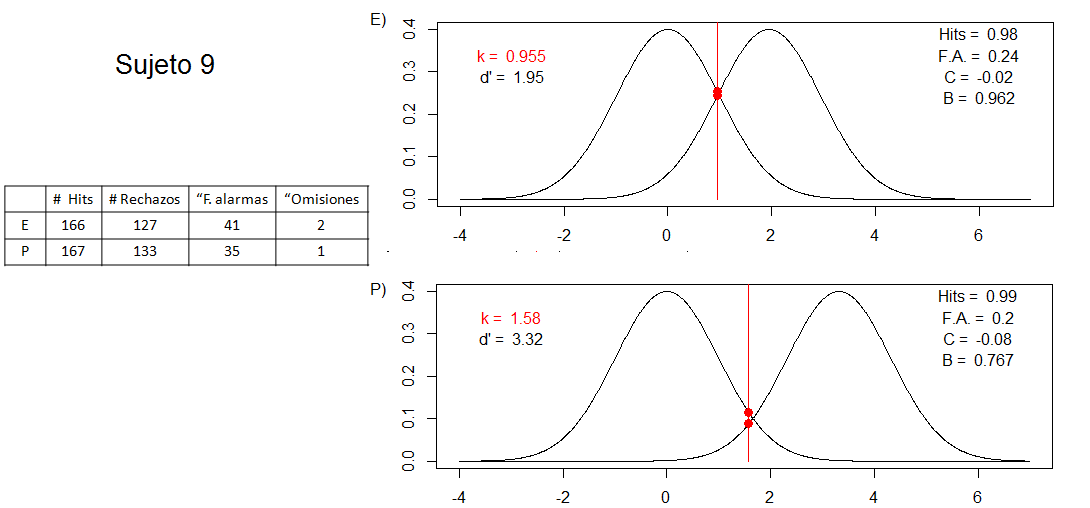 Sujeto 9
# Hits # Rechazos “F. alarmas “Omisiones
E 166 127 41 2
P 167 133 35 1
E)
k = 0.955
d' = 1.95
Hits = 0.98
F.A. = 0.24
C = -0.02
B = 0.962
0.4
0.3
0.2
0.1
0.0
-4 -2 0 2 4 6
P)
k = 1.58
d' = 3.32
Hits = 0.99
F.A. = 0.2
C = -0.08
B = 0.767
0.4
0.3
0.2
0.1
0.0
-4 -2 0 2 4 6